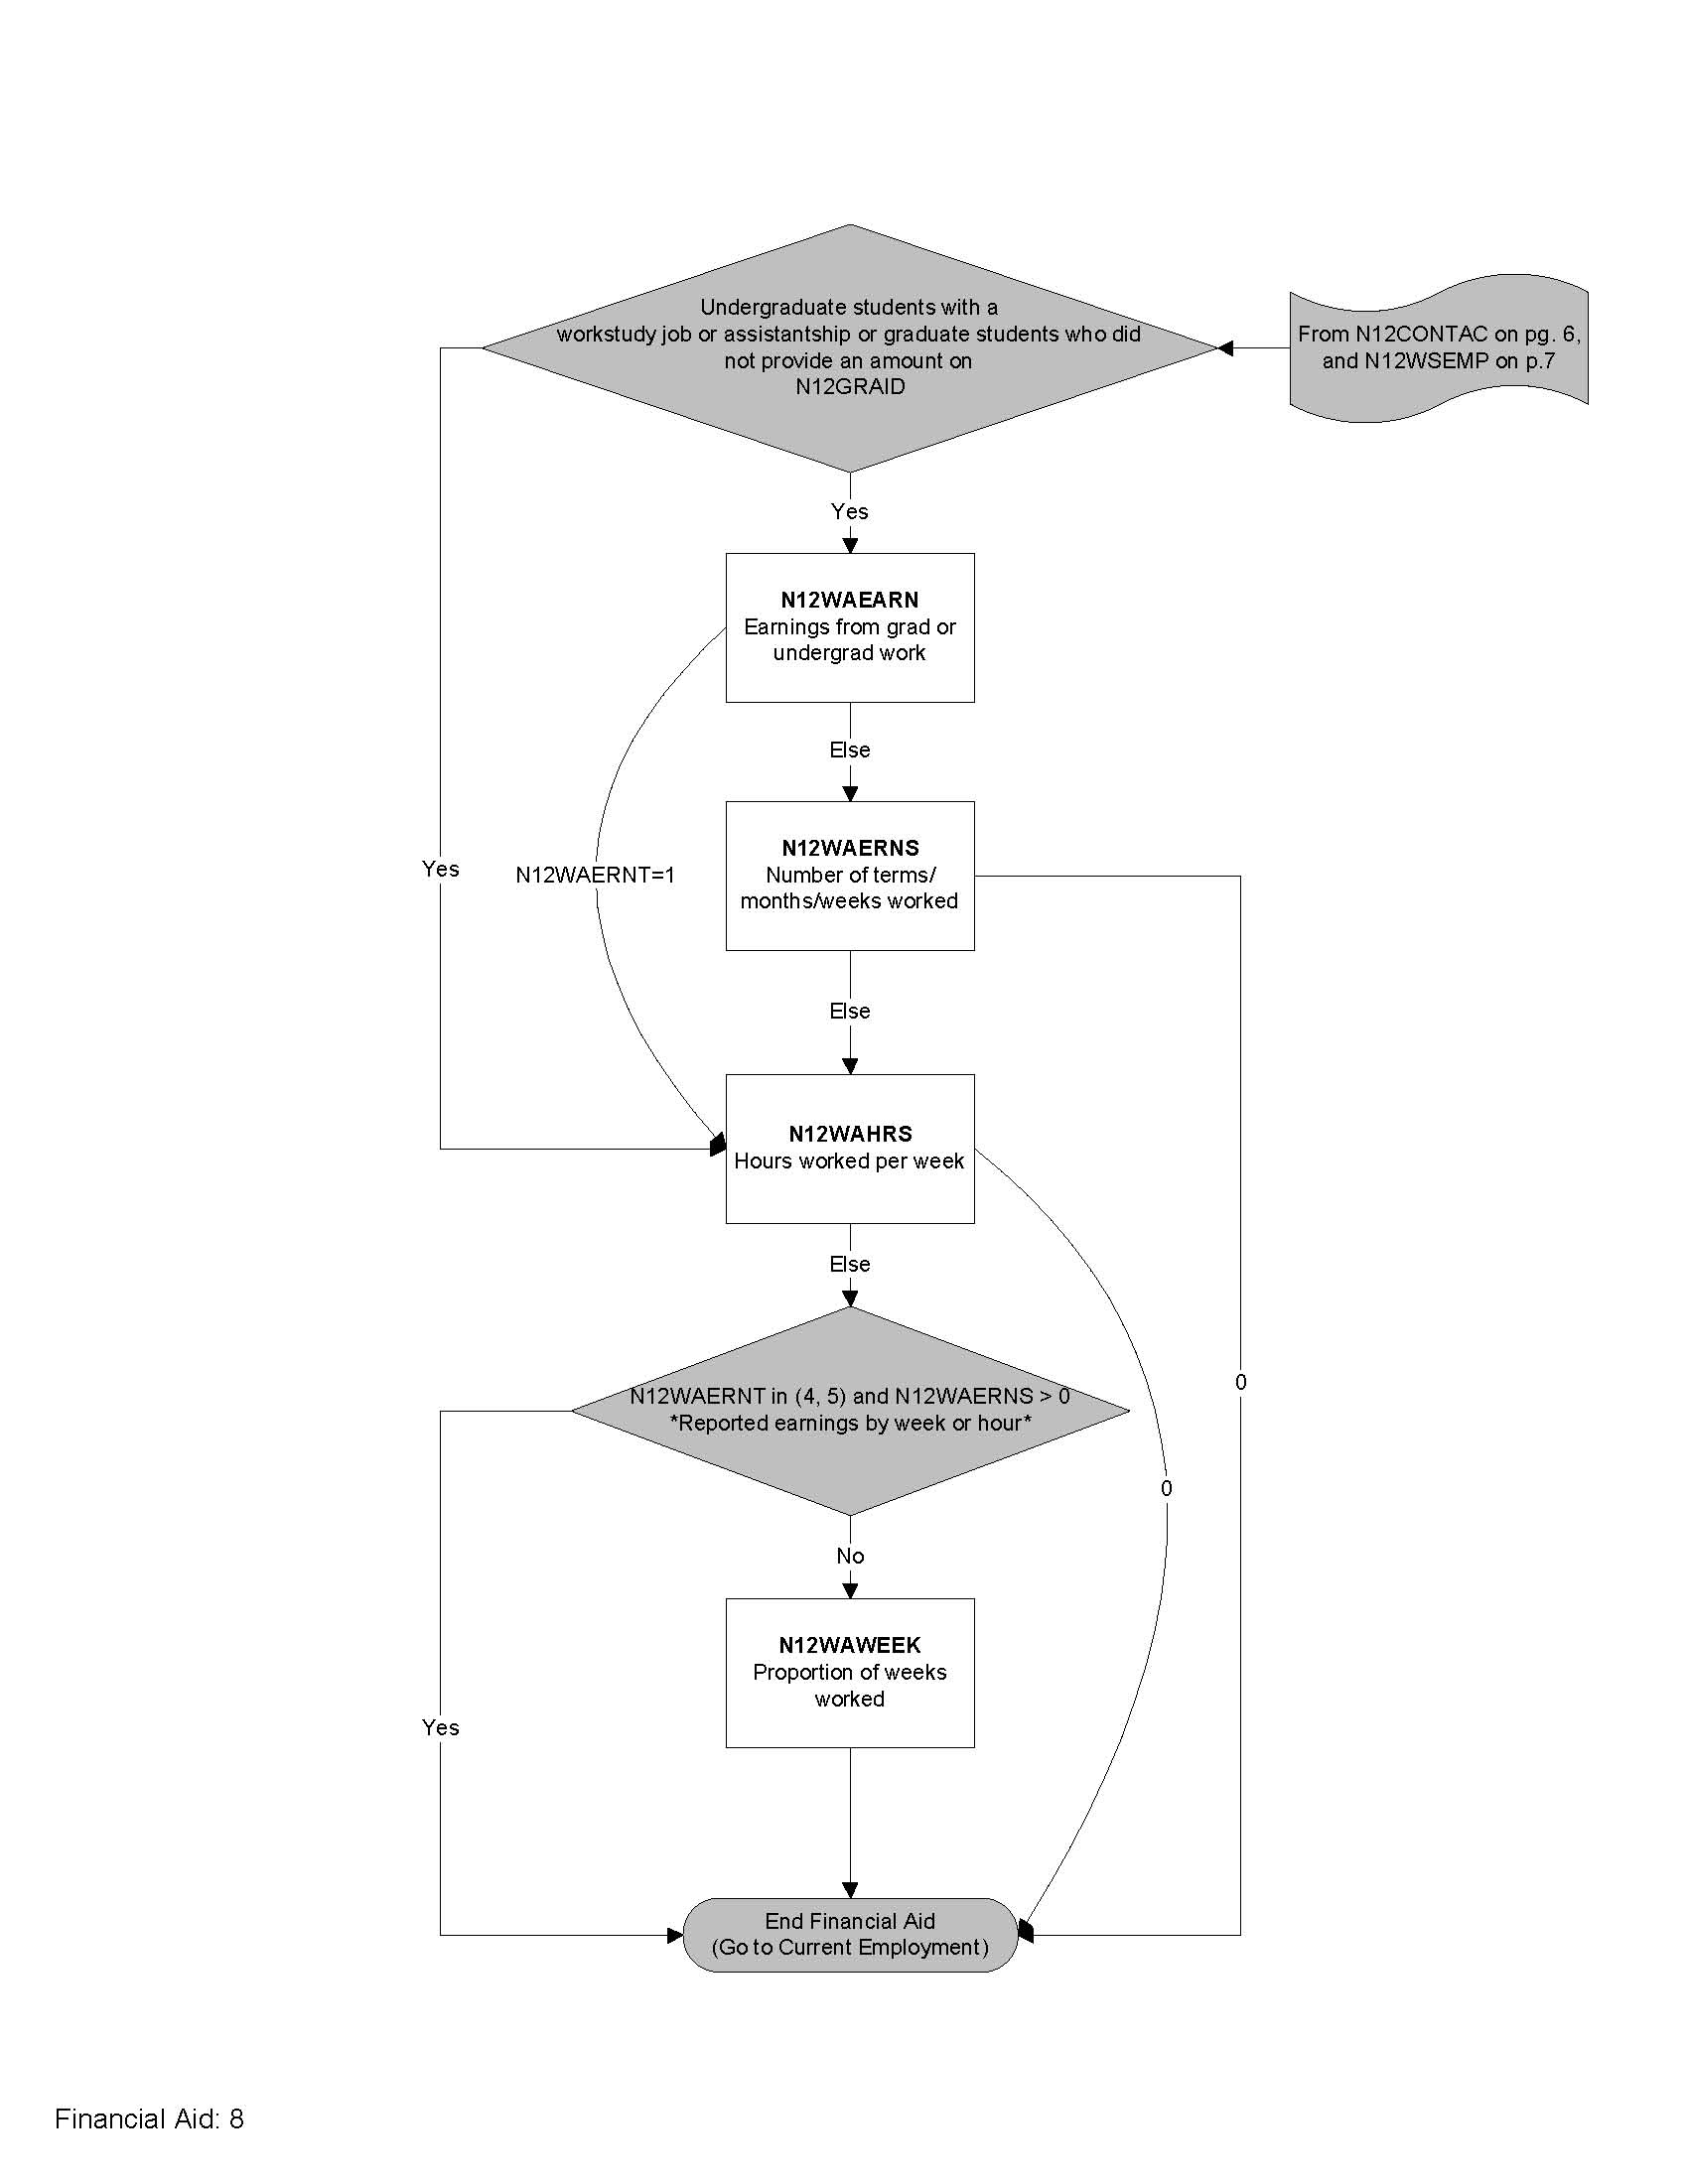 Undergraduate students with a
workstudy job or assistantship or graduate students who did
not provide an amount on
N12GRAID
From N12CONTAC on pg. 6,
and N12WSEMP on p.7
Yes
N12WAEARN
Earnings from grad or
undergrad work
Else
N12WAERNS
Number of terms/
months/weeks worked
Yes
N12WAERNT=1
Else
N12WAHRS
Hours worked per week
Else
N12WAERNT in (4, 5) and N12WAERNS > 0
*Reported earnings by week or hour*
0
0
No
N12WAWEEK
Proportion of weeks
worked
Yes
End Financial Aid
(Go to Current Employment)
Financial Aid: 8